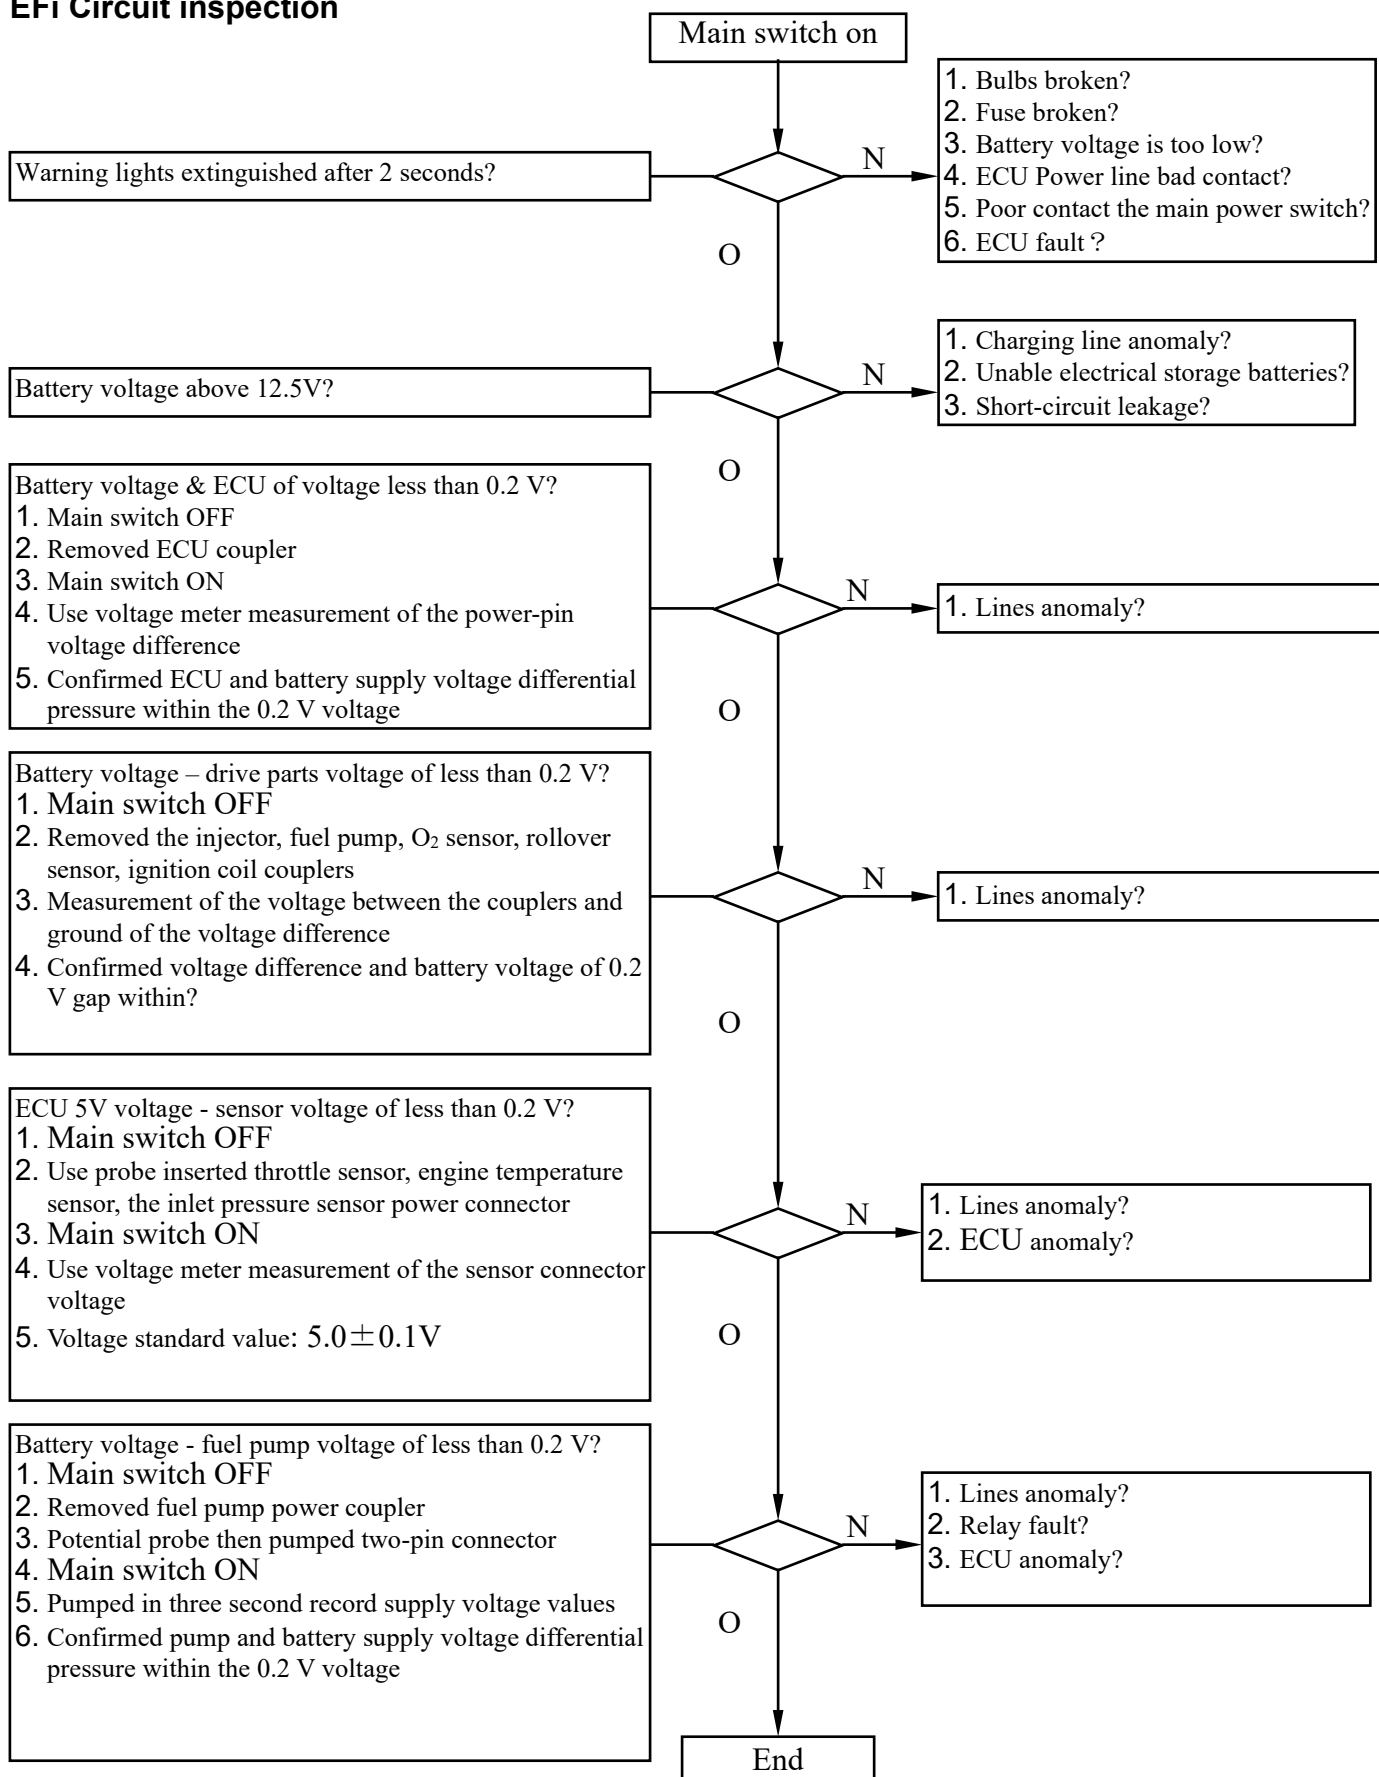 EFi Circuit inspection
Main switch on
Warning lights extinguished after 2 seconds?
N
1. Bulbs broken?
2. Fuse broken?
3. Battery voltage is too low?
4. ECU Power line bad contact?
5. Poor contact the main power switch?
6. ECU fault？
O
Battery voltage above 12.5V?
N
1. Charging line anomaly?
2. Unable electrical storage batteries?
3. Short-circuit leakage?
O
Battery voltage & ECU of voltage less than 0.2 V?
1. Main switch OFF
2. Removed ECU coupler
3. Main switch ON
4. Use voltage meter measurement of the power-pin
voltage difference
5. Confirmed ECU and battery supply voltage differential
pressure within the 0.2 V voltage
N
1. Lines anomaly?
O
Battery voltage – drive parts voltage of less than 0.2 V?
1. Main switch OFF
2. Removed the injector, fuel pump, O₂ sensor, rollover
sensor, ignition coil couplers
3. Measurement of the voltage between the couplers and
ground of the voltage difference
4. Confirmed voltage difference and battery voltage of 0.2
V gap within?
N
1. Lines anomaly?
O
ECU 5V voltage - sensor voltage of less than 0.2 V?
1. Main switch OFF
2. Use probe inserted throttle sensor, engine temperature
sensor, the inlet pressure sensor power connector
3. Main switch ON
4. Use voltage meter measurement of the sensor connector
voltage
5. Voltage standard value: 5.0±0.1V
N
1. Lines anomaly?
2. ECU anomaly?
O
Battery voltage - fuel pump voltage of less than 0.2 V?
1. Main switch OFF
2. Removed fuel pump power coupler
3. Potential probe then pumped two-pin connector
4. Main switch ON
5. Pumped in three second record supply voltage values
6. Confirmed pump and battery supply voltage differential
pressure within the 0.2 V voltage
N
1. Lines anomaly?
2. Relay fault?
3. ECU anomaly?
O
End